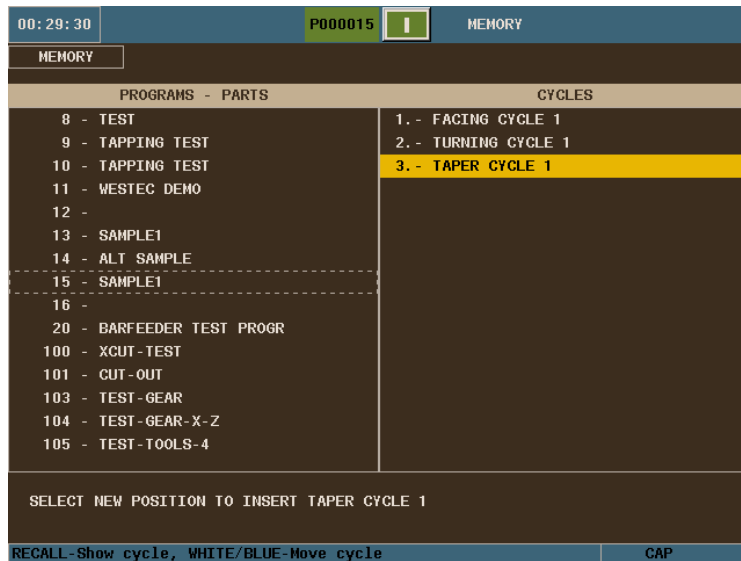 00:29:30 P000015 I MEMORY
MEMORY
PROGRAMS - PARTS
8 - TEST
9 - TAPPING TEST
10 - TAPPING TEST
11 - WESTEC DEMO
12 -
13 - SAMPLE1
14 - ALT SAMPLE
15 - SAMPLE1
16 -
20 - BARFEEDER TEST PROGR
100 - XCUT-TEST
101 - CUT-OUT
103 - TEST-GEAR
104 - TEST-GEAR-X-Z
105 - TEST-TOOLS-4
CYCLES
1.- FACING CYCLE 1
2.- TURNING CYCLE 1
3.- TAPER CYCLE 1
SELECT NEW POSITION TO INSERT TAPER CYCLE 1
RECALL-Show cycle, WHITE/BLUE-Move cycle CAP